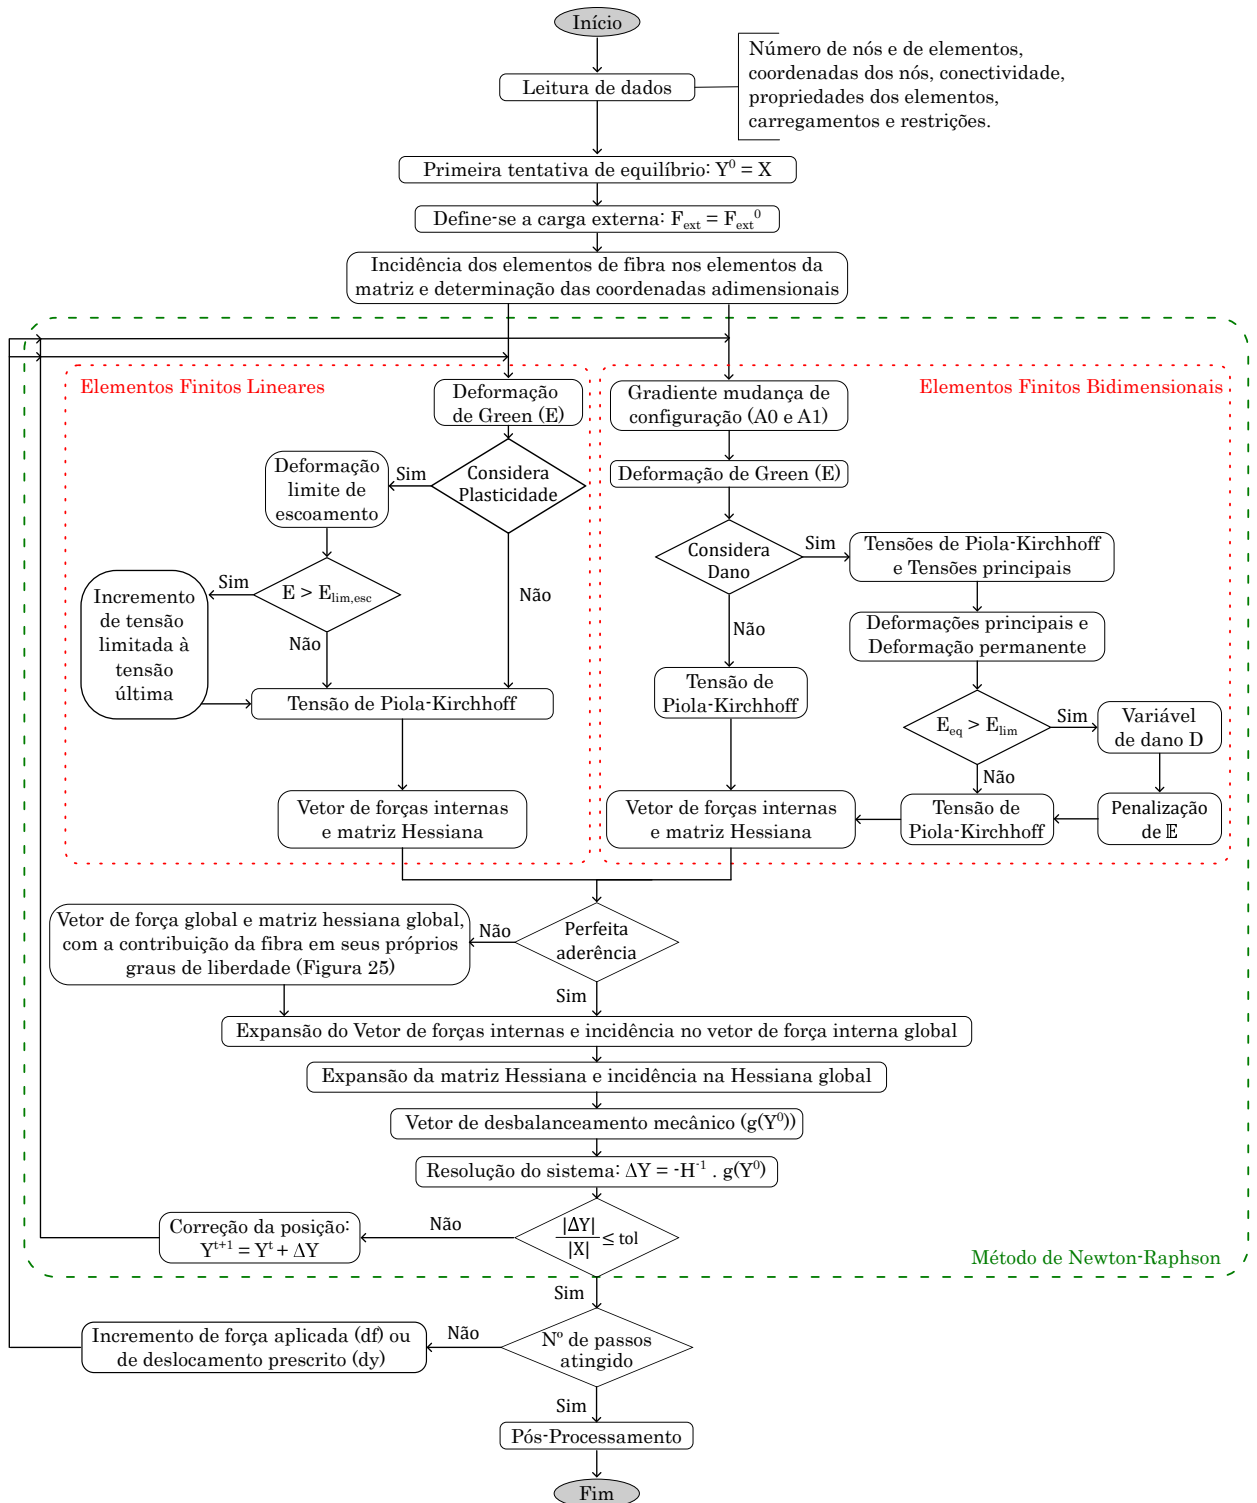 Início
Leitura de dados
Número de nós e de elementos,
coordenadas dos nós, conectividade,
propriedades dos elementos,
carregamentos e restrições.
Primeira tentativa de equilíbrio: Y⁰ = X
Define-se a carga externa: F_ext = F_ext⁰
Incidência dos elementos de fibra nos elementos da
matriz e determinação das coordenadas adimensionais
Elementos Finitos Lineares
Deformação
de Green (E)
Considera
Plasticidade
Sim
Deformação
limite de
escoamento
Não
E > E_lim,esc
Sim
Incremento
de tensão
limitada à
tensão
última
Não
Tensão de Piola-Kirchhoff
Vetor de forças internas
e matriz Hessiana
Elementos Finitos Bidimensionais
Gradiente mudança de
configuração (A0 e A1)
Deformação de Green (E)
Considera
Dano
Sim
Tensões de Piola-Kirchhoff
e Tensões principais
Deformações principais e
Deformação permanente
Não
Tensão de
Piola-Kirchhoff
E_eq > E_lim
Sim
Variável
de dano D
Não
Penalização
de 𝔼
Tensão de
Piola-Kirchhoff
Vetor de forças internas
e matriz Hessiana
Perfeita
aderência
Não
Vetor de força global e matriz hessiana global,
com a contribuição da fibra em seus próprios
graus de liberdade (Figura 25)
Sim
Expansão do Vetor de forças internas e incidência no vetor de força interna global
Expansão da matriz Hessiana e incidência na Hessiana global
Vetor de desbalanceamento mecânico (g(Y⁰))
Resolução do sistema: ΔY = -H⁻¹ . g(Y⁰)
|ΔY|
|X|
≤ tol
Não
Correção da posição:
Yᵗ⁺¹ = Yᵗ + ΔY
Método de Newton-Raphson
Sim
Nº de passos
atingido
Não
Incremento de força aplicada (df) ou
de deslocamento prescrito (dy)
Sim
Pós-Processamento
Fim